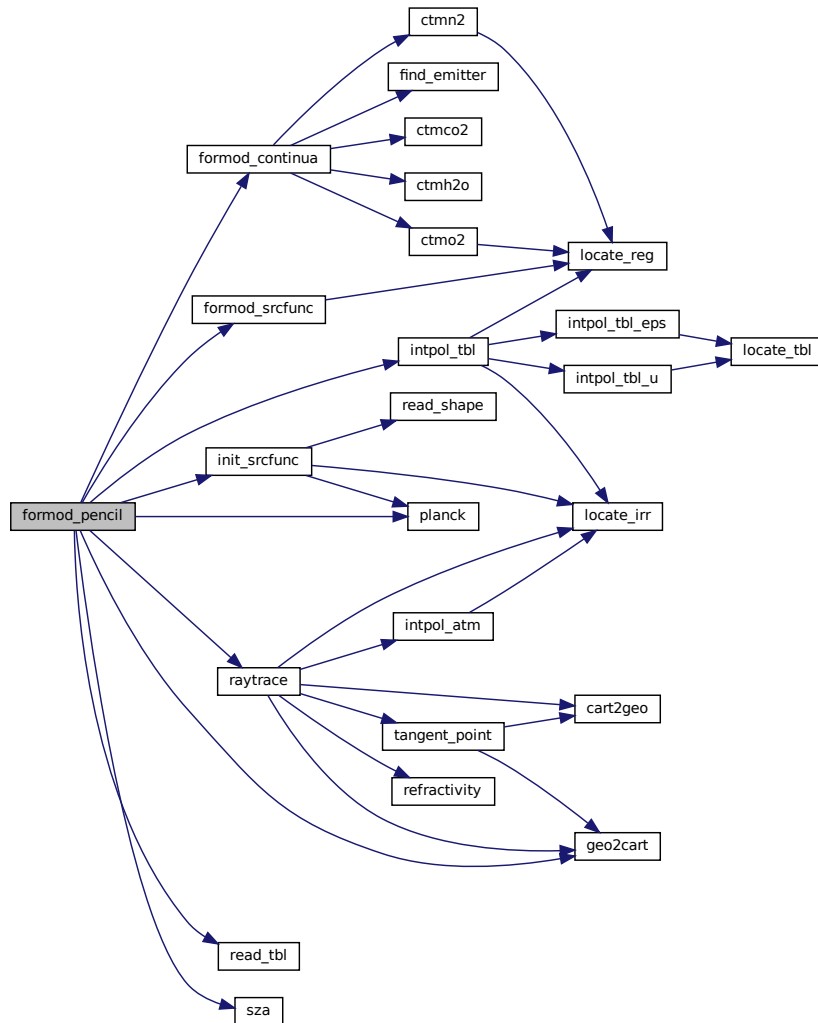 ctmn2
find_emitter
ctmco2
formod_continua
ctmh2o
ctmo2
locate_reg
formod_srcfunc
intpol_tbl_eps
intpol_tbl
locate_tbl
intpol_tbl_u
read_shape
init_srcfunc
formod_pencil
planck
locate_irr
intpol_atm
raytrace
cart2geo
tangent_point
refractivity
geo2cart
read_tbl
sza